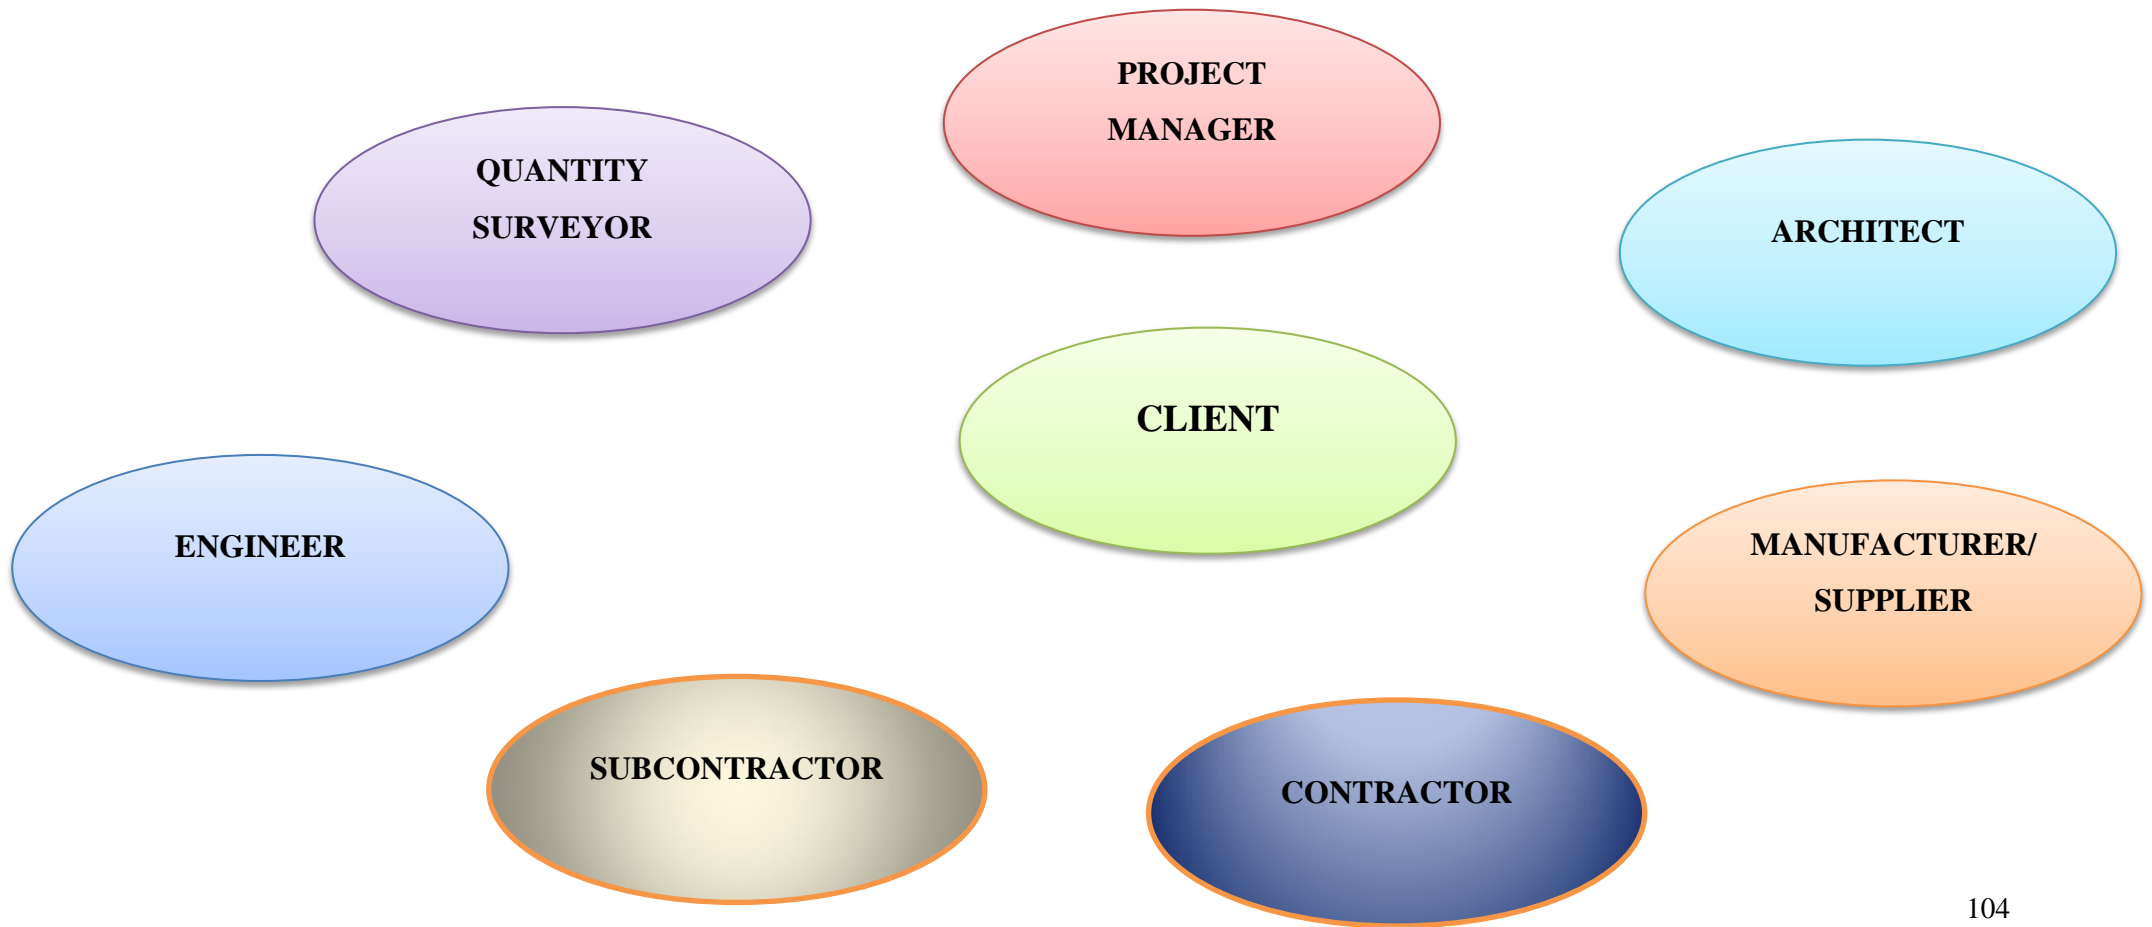 PROJECT
MANAGER
QUANTITY
SURVEYOR
ARCHITECT
CLIENT
ENGINEER
MANUFACTURER/
SUPPLIER
SUBCONTRACTOR
CONTRACTOR
104